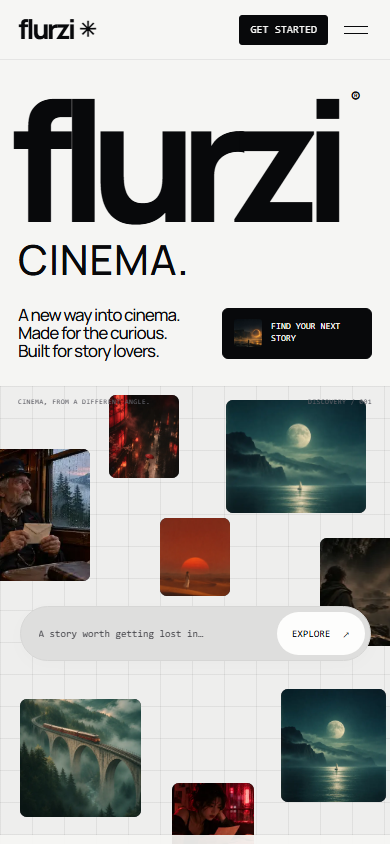 flurzi
GET STARTED
flurzi
CINEMA.
A new way into cinema.
Made for the curious.
Built for story lovers.
FIND YOUR NEXT
STORY
CINEMA, FROM A DIFFERENT ANGLE.
DISCOVERY / 001
A story worth getting lost in…
EXPLORE ↗